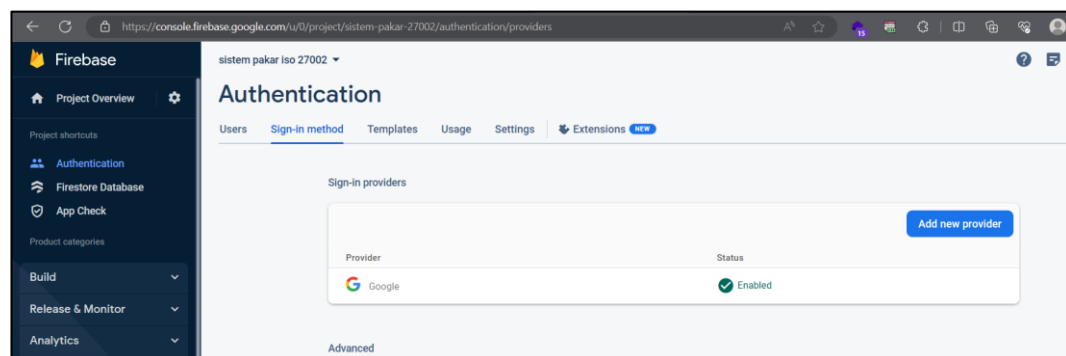 https://console.firebase.google.com/u/0/project/sistem-pakar-27002/authentication/providers
15
Firebase
Project Overview
Project shortcuts
Authentication
Firestore Database
App Check
Product categories
Build
Release & Monitor
Analytics
sistem pakar iso 27002
Authentication
Users Sign-in method Templates Usage Settings Extensions NEW
Sign-in providers
Add new provider
Provider Status
Google Enabled
Advanced